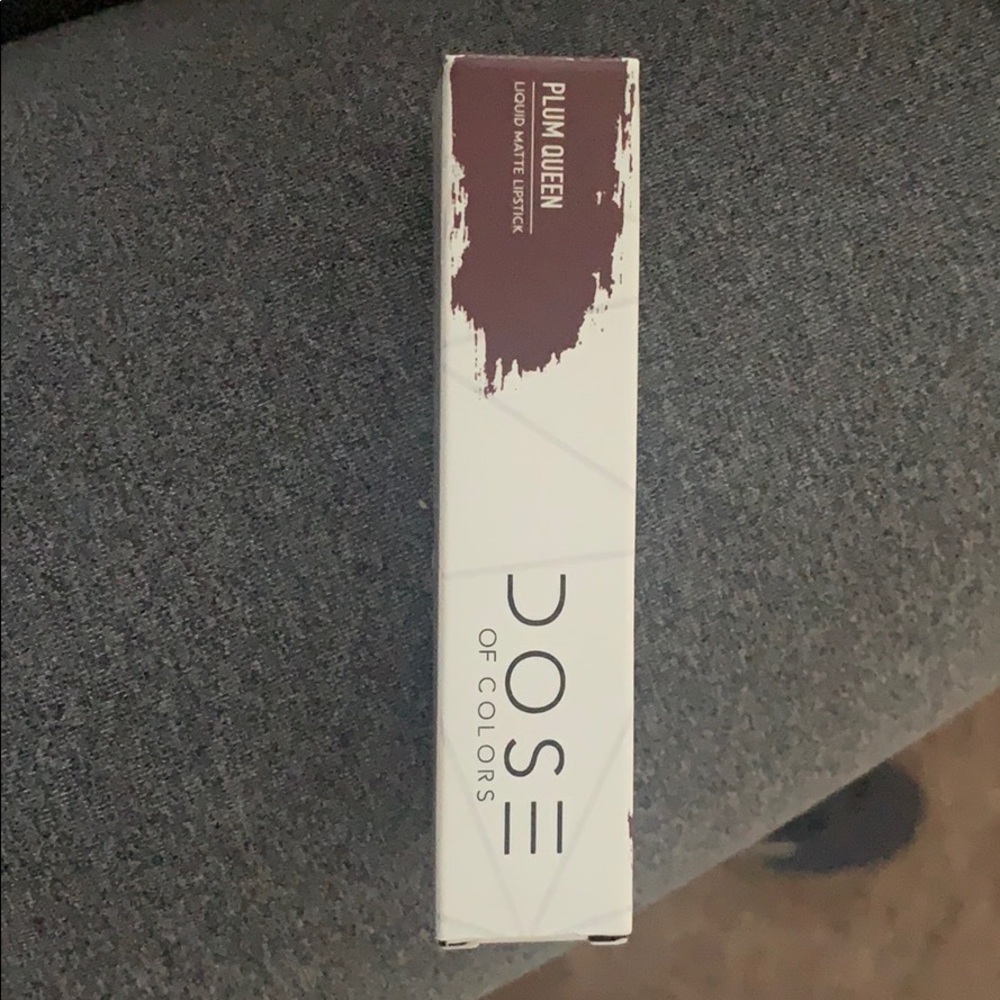 PLUM QUEEN
LIQUID MATTE LIPSTICK
DOSE
OF COLORS